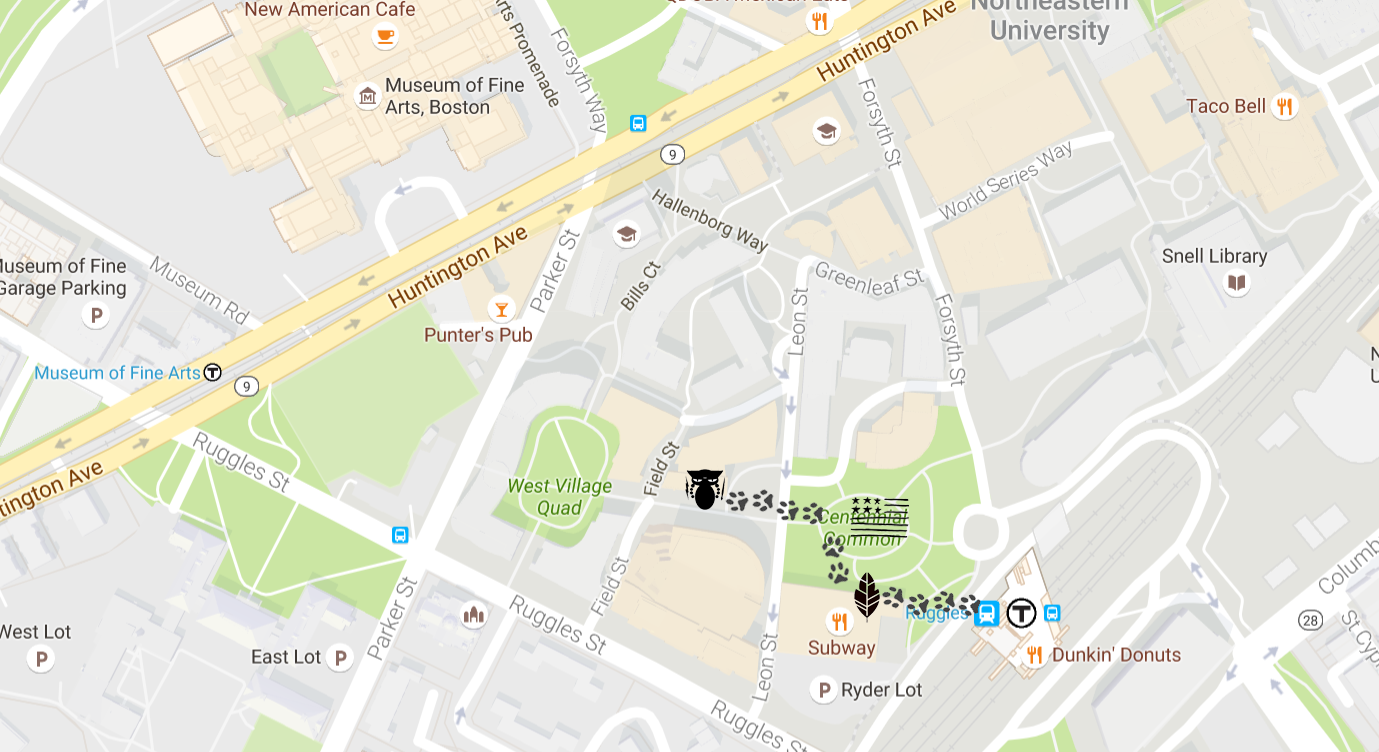 New American Cafe
Museum of Fine
Arts, Boston
Arts Promenade
Forsyth Way
Huntington Ave
Northeastern
University
Forsyth St
Taco Bell
9
World Series Way
Hallenborg Way
Parker St
Bills Ct
Greenleaf St
Snell Library
Museum of Fine
Garage Parking
P
Museum Rd
Huntington Ave
Punter's Pub
Leon St
Forsyth St
Museum of Fine Arts
T
9
Ruggles St
Huntington Ave
West Village
Quad
Field St
Centennial
Common
Field St
Parker St
Ruggles St
Ruggles
T
Columb
28
St Cyp
West Lot
P
East Lot
P
Subway
Dunkin' Donuts
Leon St
P
Ryder Lot
Ruggles St